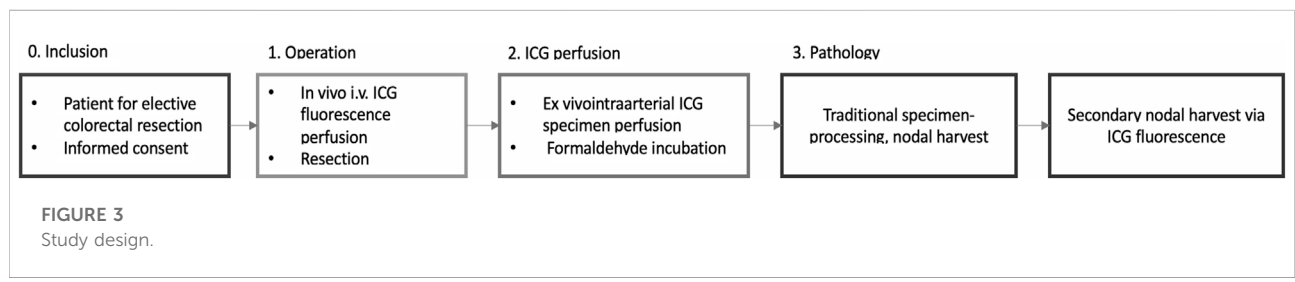 0. Inclusion
• Patient for elective
colorectal resection
• Informed consent
1. Operation
• In vivo i.v. ICG
fluorescence
perfusion
• Resection
2. ICG perfusion
• Ex vivointraarterial ICG
specimen perfusion
• Formaldehyde incubation
3. Pathology
Traditional specimen-
processing, nodal harvest
Secondary nodal harvest via
ICG fluorescence
FIGURE 3
Study design.